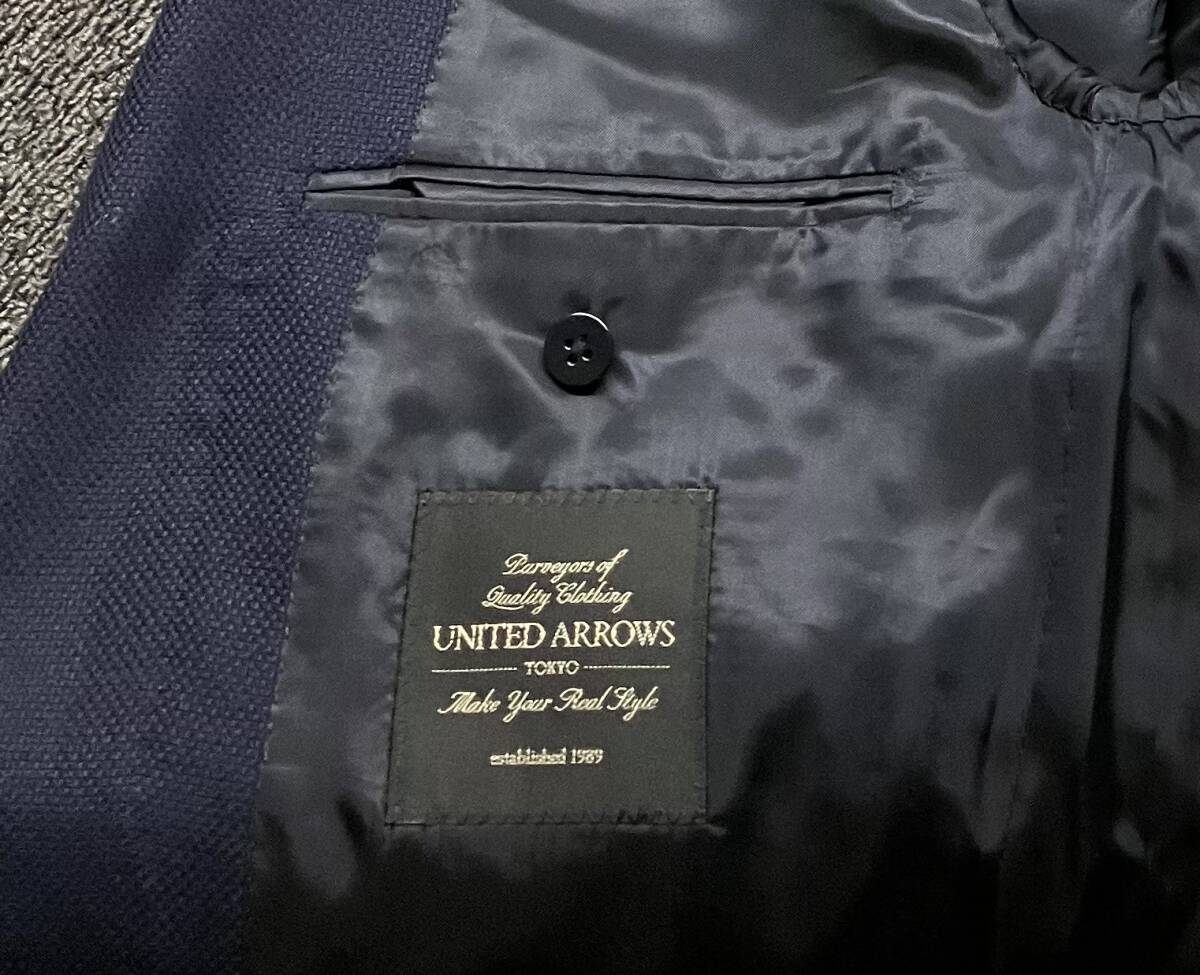 Purveyors of
Quality Clothing
UNITED ARROWS
TOKYO
Make Your Real Style
established 1989